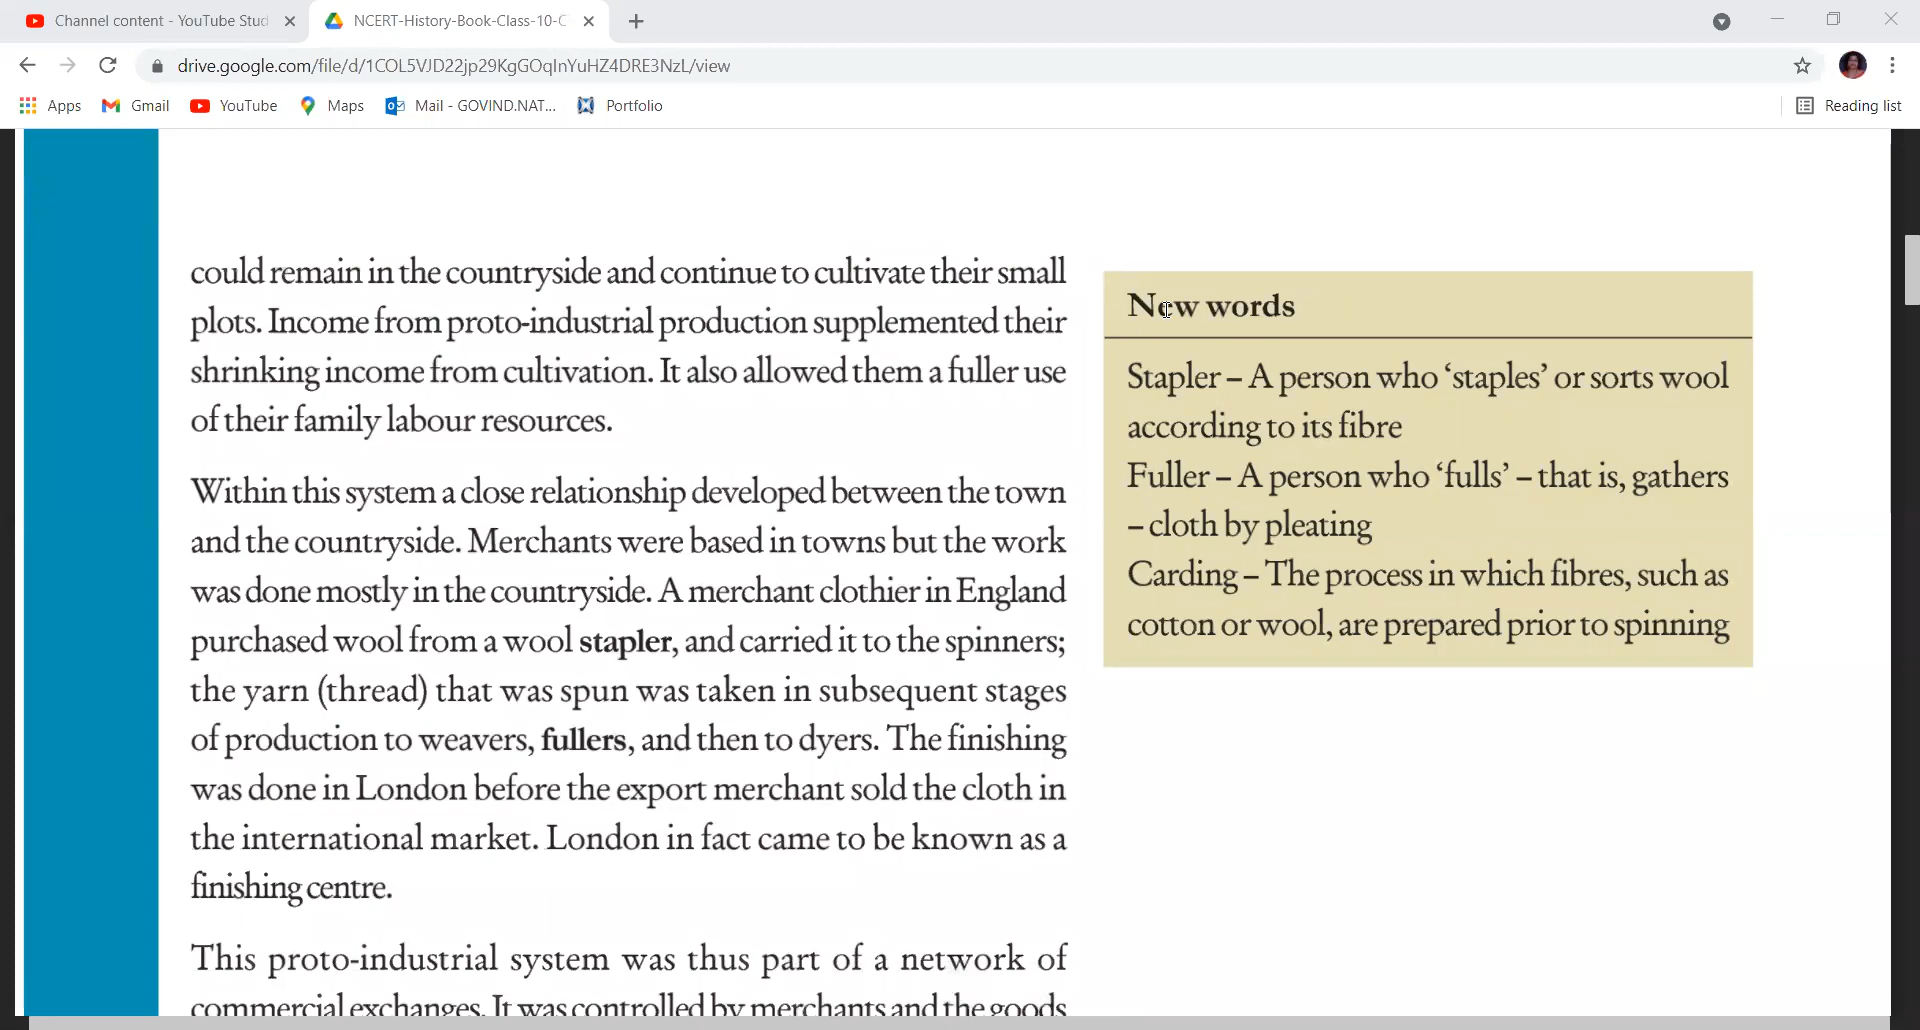 Channel content - YouTube Stud
NCERT-History-Book-Class-10-C
drive.google.com/file/d/1COL5VJD22jp29KgGOqInYuHZ4DRE3NzL/view
Apps
Gmail
YouTube
Maps
Mail - GOVIND.NAT...
Portfolio
Reading list
could remain in the countryside and continue to cultivate their small
plots. Income from proto-industrial production supplemented their
shrinking income from cultivation. It also allowed them a fuller use
of their family labour resources.
Within this system a close relationship developed between the town
and the countryside. Merchants were based in towns but the work
was done mostly in the countryside. A merchant clothier in England
purchased wool from a wool stapler, and carried it to the spinners;
the yarn (thread) that was spun was taken in subsequent stages
of production to weavers, fullers, and then to dyers. The finishing
was done in London before the export merchant sold the cloth in
the international market. London in fact came to be known as a
finishing centre.
This proto-industrial system was thus part of a network of
commercial exchanges. It was controlled by merchants and the goods
New words
Stapler – A person who ‘staples’ or sorts wool
according to its fibre
Fuller – A person who ‘fulls’ – that is, gathers
– cloth by pleating
Carding – The process in which fibres, such as
cotton or wool, are prepared prior to spinning